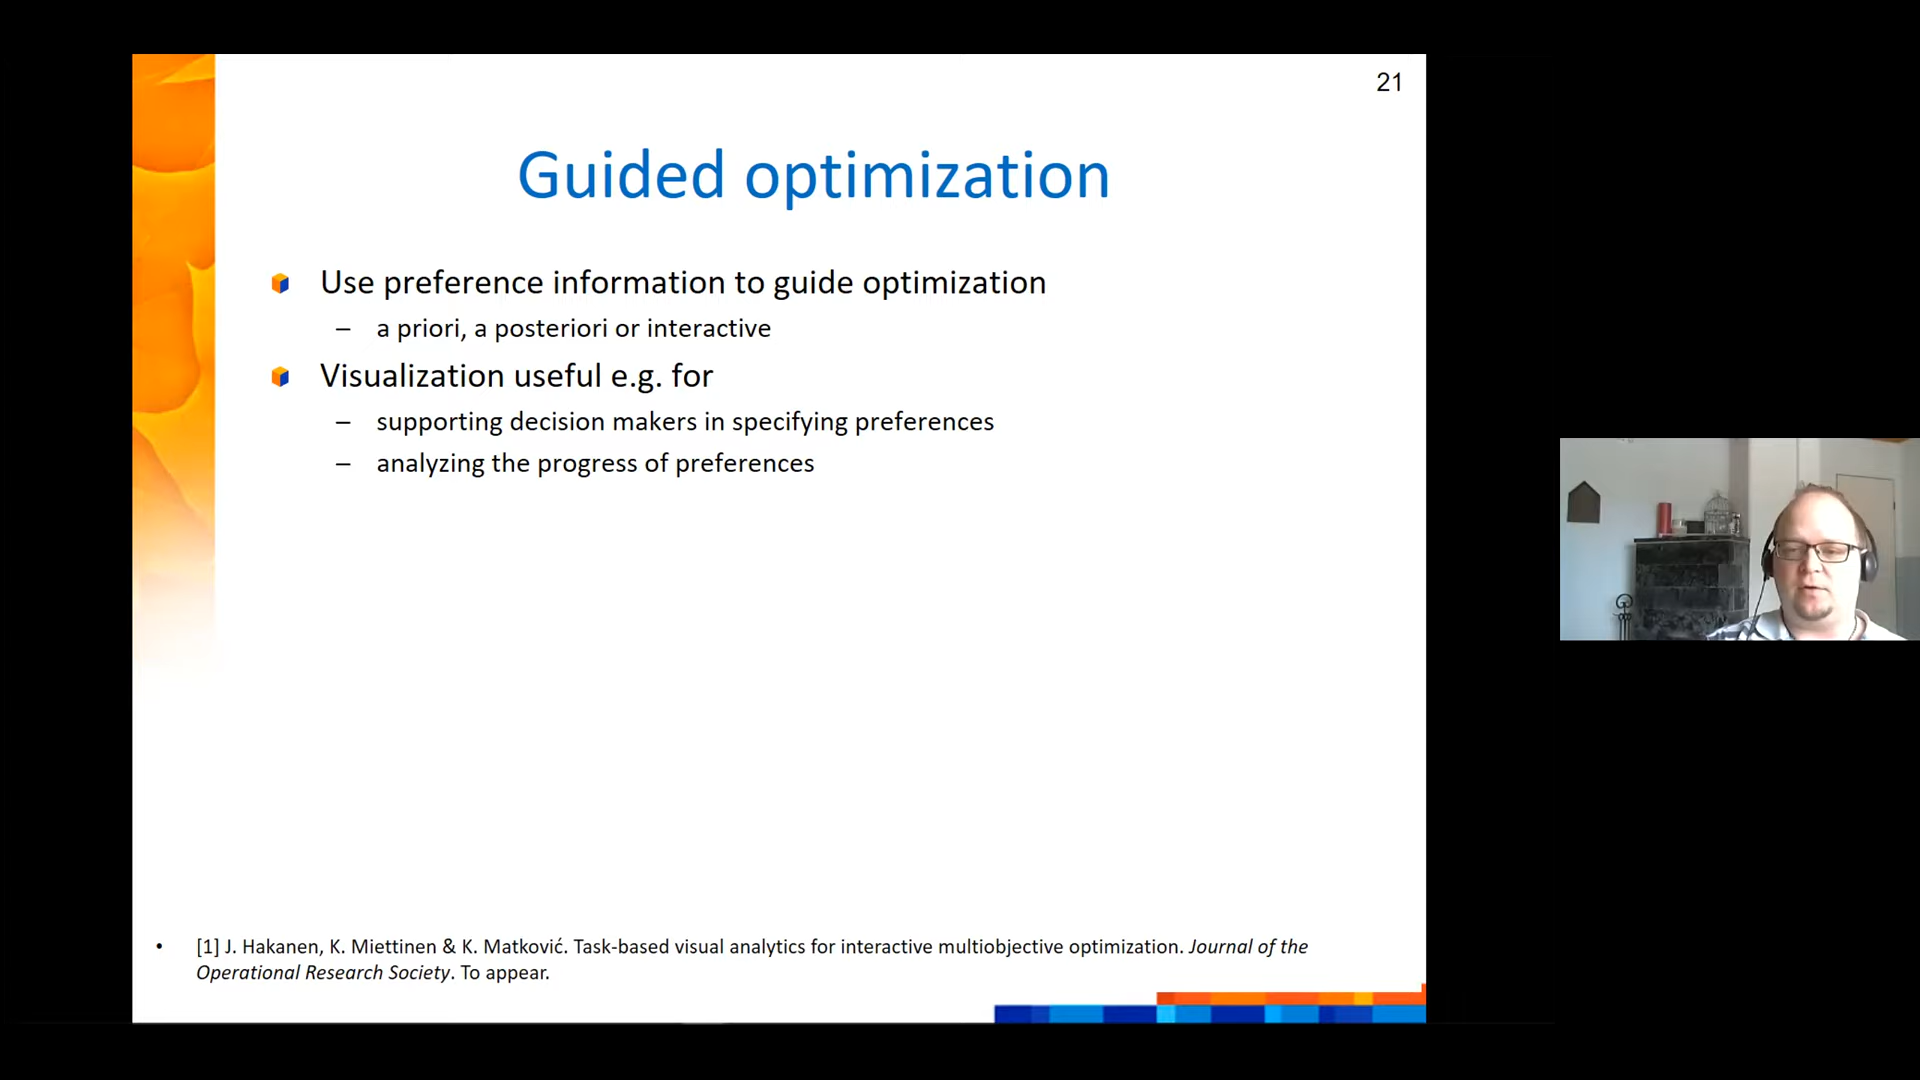 21
Guided optimization
Use preference information to guide optimization
– a priori, a posteriori or interactive
Visualization useful e.g. for
– supporting decision makers in specifying preferences
– analyzing the progress of preferences
• [1] J. Hakanen, K. Miettinen & K. Matković. Task-based visual analytics for interactive multiobjective optimization. Journal of the
Operational Research Society. To appear.